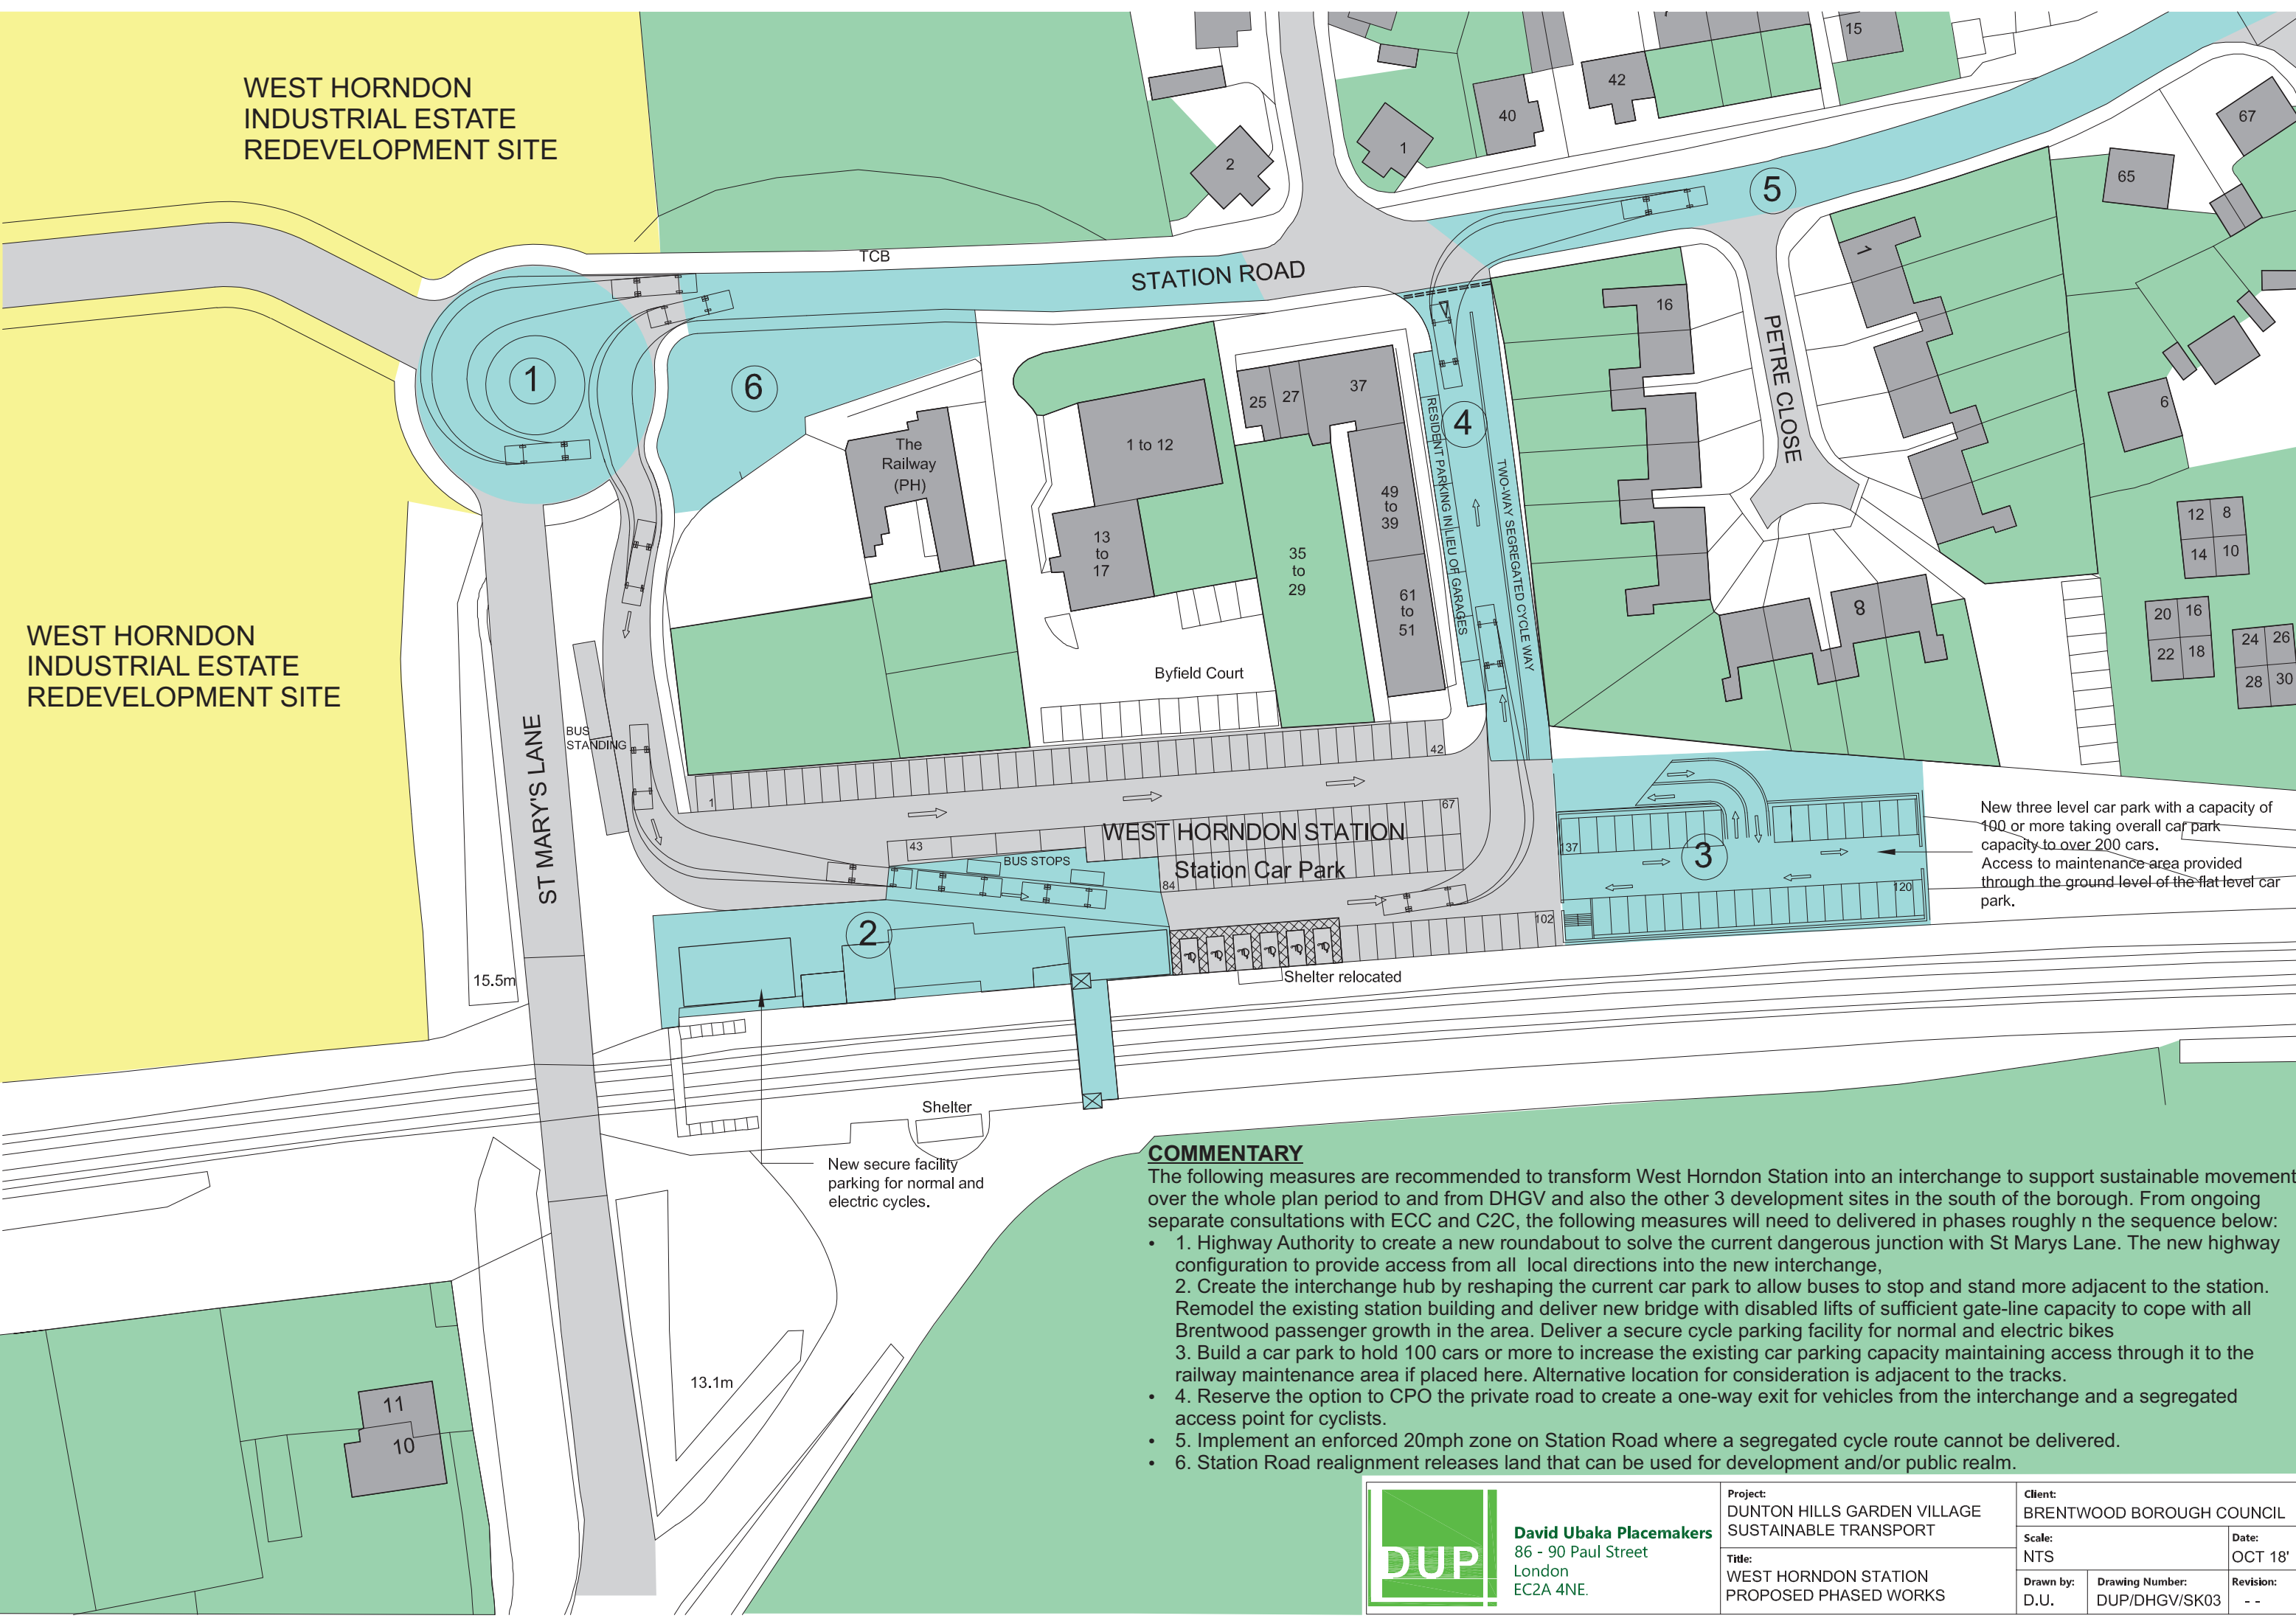 WEST HORNDON
INDUSTRIAL ESTATE
REDEVELOPMENT SITE
15
42
40
1
2
67
65
5
TCB
STATION ROAD
1
16
PETRE CLOSE
1
6
6
The
Railway
(PH)
1 to 12
25
27
37
4
RESIDENT PARKING IN LIEU OF GARAGES
TWO-WAY SEGREGATED CYCLE WAY
49
to
39
13
to
17
35
to
29
61
to
51
12
8
14
10
20
16
22
18
24
26
28
30
8
WEST HORNDON
INDUSTRIAL ESTATE
REDEVELOPMENT SITE
Byfield Court
ST MARY'S LANE
BUS
STANDING
42
1
67
43
WEST HORNDON STATION
Station Car Park
BUS STOPS
84
137
3
120
102
2
New three level car park with a capacity of
100 or more taking overall car park
capacity to over 200 cars.
Access to maintenance area provided
through the ground level of the flat level car
park.
15.5m
Shelter relocated
Shelter
New secure facility
parking for normal and
electric cycles.
13.1m
11
10
COMMENTARY
The following measures are recommended to transform West Horndon Station into an interchange to support sustainable movement
over the whole plan period to and from DHGV and also the other 3 development sites in the south of the borough. From ongoing
separate consultations with ECC and C2C, the following measures will need to delivered in phases roughly n the sequence below:
• 1. Highway Authority to create a new roundabout to solve the current dangerous junction with St Marys Lane. The new highway
configuration to provide access from all local directions into the new interchange,
2. Create the interchange hub by reshaping the current car park to allow buses to stop and stand more adjacent to the station.
Remodel the existing station building and deliver new bridge with disabled lifts of sufficient gate-line capacity to cope with all
Brentwood passenger growth in the area. Deliver a secure cycle parking facility for normal and electric bikes
3. Build a car park to hold 100 cars or more to increase the existing car parking capacity maintaining access through it to the
railway maintenance area if placed here. Alternative location for consideration is adjacent to the tracks.
• 4. Reserve the option to CPO the private road to create a one-way exit for vehicles from the interchange and a segregated
access point for cyclists.
• 5. Implement an enforced 20mph zone on Station Road where a segregated cycle route cannot be delivered.
• 6. Station Road realignment releases land that can be used for development and/or public realm.
DUP
David Ubaka Placemakers
86 - 90 Paul Street
London
EC2A 4NE.
Project:
DUNTON HILLS GARDEN VILLAGE
SUSTAINABLE TRANSPORT
Title:
WEST HORNDON STATION
PROPOSED PHASED WORKS
Client:
BRENTWOOD BOROUGH COUNCIL
Scale:
NTS
Date:
OCT 18'
Drawn by:
D.U.
Drawing Number:
DUP/DHGV/SK03
Revision:
- -